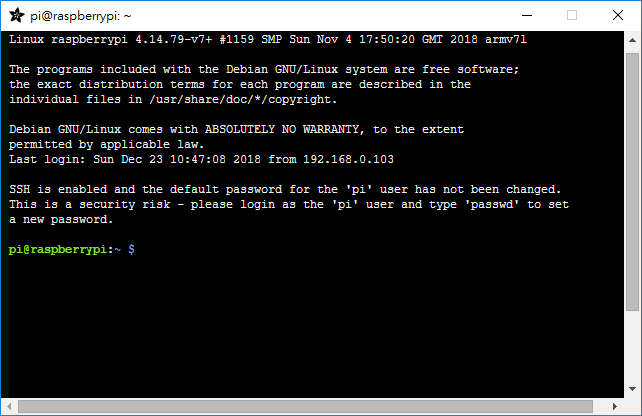 pi@raspberrypi: ~
Linux raspberrypi 4.14.79-v7+ #1159 SMP Sun Nov 4 17:50:20 GMT 2018 armv7l
The programs included with the Debian GNU/Linux system are free software;
the exact distribution terms for each program are described in the
individual files in /usr/share/doc/*/copyright.
Debian GNU/Linux comes with ABSOLUTELY NO WARRANTY, to the extent
permitted by applicable law.
Last login: Sun Dec 23 10:47:08 2018 from 192.168.0.103
SSH is enabled and the default password for the 'pi' user has not been changed.
This is a security risk - please login as the 'pi' user and type 'passwd' to set
a new password.
pi@raspberrypi:~ $